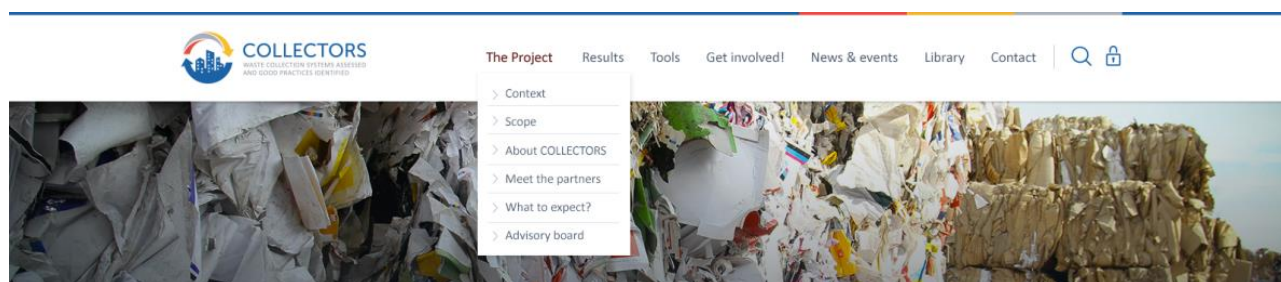 COLLECTORS
WASTE COLLECTION SYSTEMS ASSESSED
AND GOOD PRACTICES IDENTIFIED
The Project Results Tools Get involved! News & events Library Contact
Context
Scope
About COLLECTORS
Meet the partners
What to expect?
Advisory board